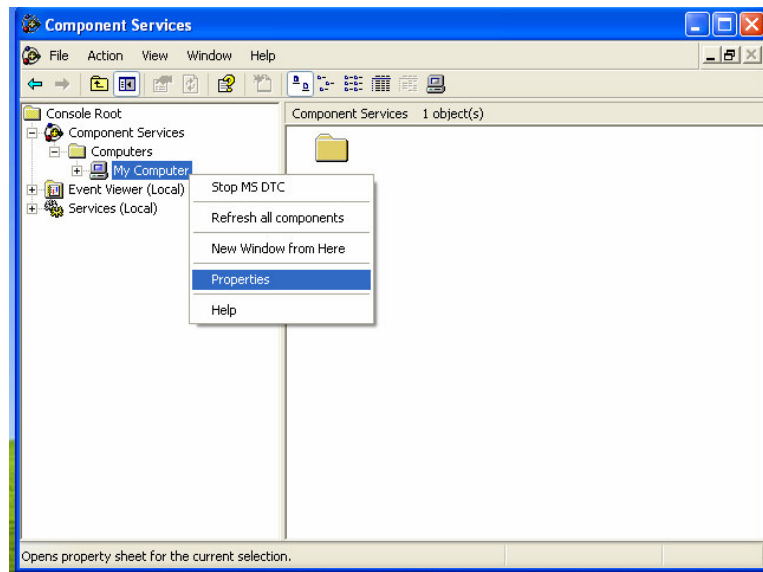 Component Services
File Action View Window Help
Console Root
Component Services 1 object(s)
Component Services
Computers
My Computer
Event Viewer (Local)
Services (Local)
Stop MS DTC
Refresh all components
New Window from Here
Properties
Help
Opens property sheet for the current selection.